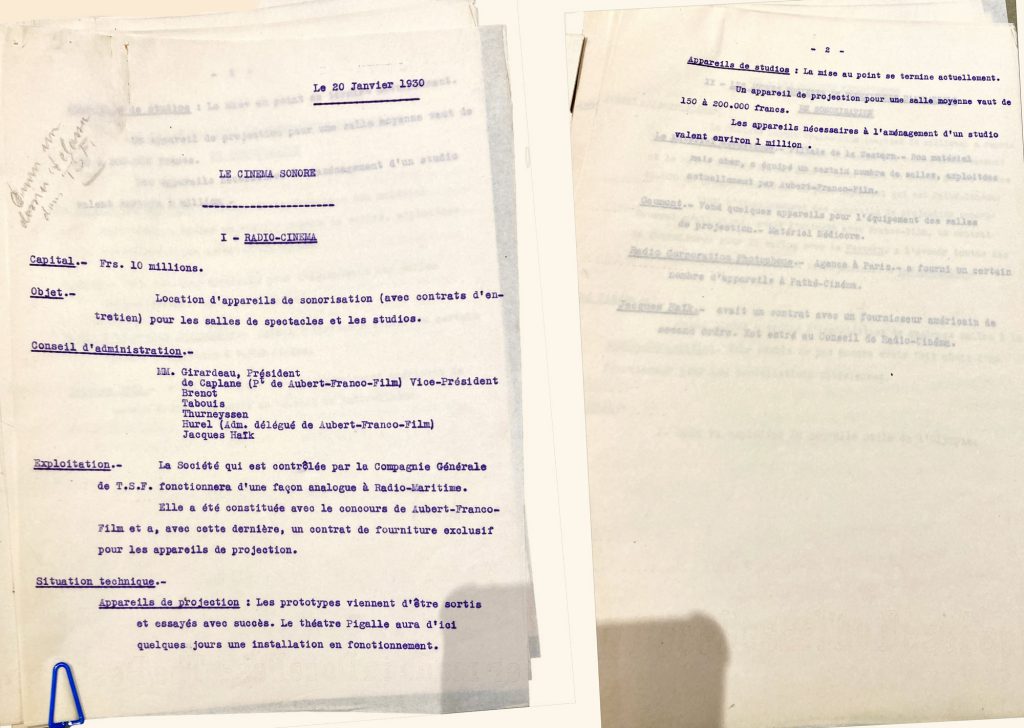 Le 20 Janvier 1930
LE CINEMA SONORE
I - RADIO-CINEMA
Capital.- Frs. 10 millions.
Objet.- Location d'appareils de sonorisation (avec contrats d'en-
tretien) pour les salles de spectacles et les studios.
Conseil d'administration.-
MM. Girardeau, Président
de Caplane (Pt de Aubert-Franco-Film) Vice-Président
Brenot
Tabouis
Thurneyssen
Hurel (Adm. délégué de Aubert-Franco-Film)
Jacques Haïk
Exploitation.- La Société qui est contrôlée par la Compagnie Générale
de T.S.F. fonctionnera d'une façon analogue à Radio-Maritime.
Elle a été constituée avec le concours de Aubert-Franco-
Film et a, avec cette dernière, un contrat de fourniture exclusif
pour les appareils de projection.
Situation technique.-
Appareils de projection : Les prototypes viennent d'être sortis
et essayés avec succès. Le théatre Pigalle aura d'ici
quelques jours une installation en fonctionnement.
- 2 -
Appareils de studios : La mise au point se termine actuellement.
Un appareil de projection pour une salle moyenne vaut de
150 à 200.000 francs.
Les appareils nécessaires à l'aménagement d'un studio
valent environ 1 million .
Gaumont.- Vend quelques appareils pour l'équipement des salles
de projection.- Matériel médiocre.
Radio Corporation Photophone.- Agence à Paris.- a fourni un certain
nombre d'appareils à Pathé-Cinéma.
Jacques Haïk.- avait un contrat avec un fournisseur américain de
second ordre. Est entré au Conseil de Radio-Cinéma.